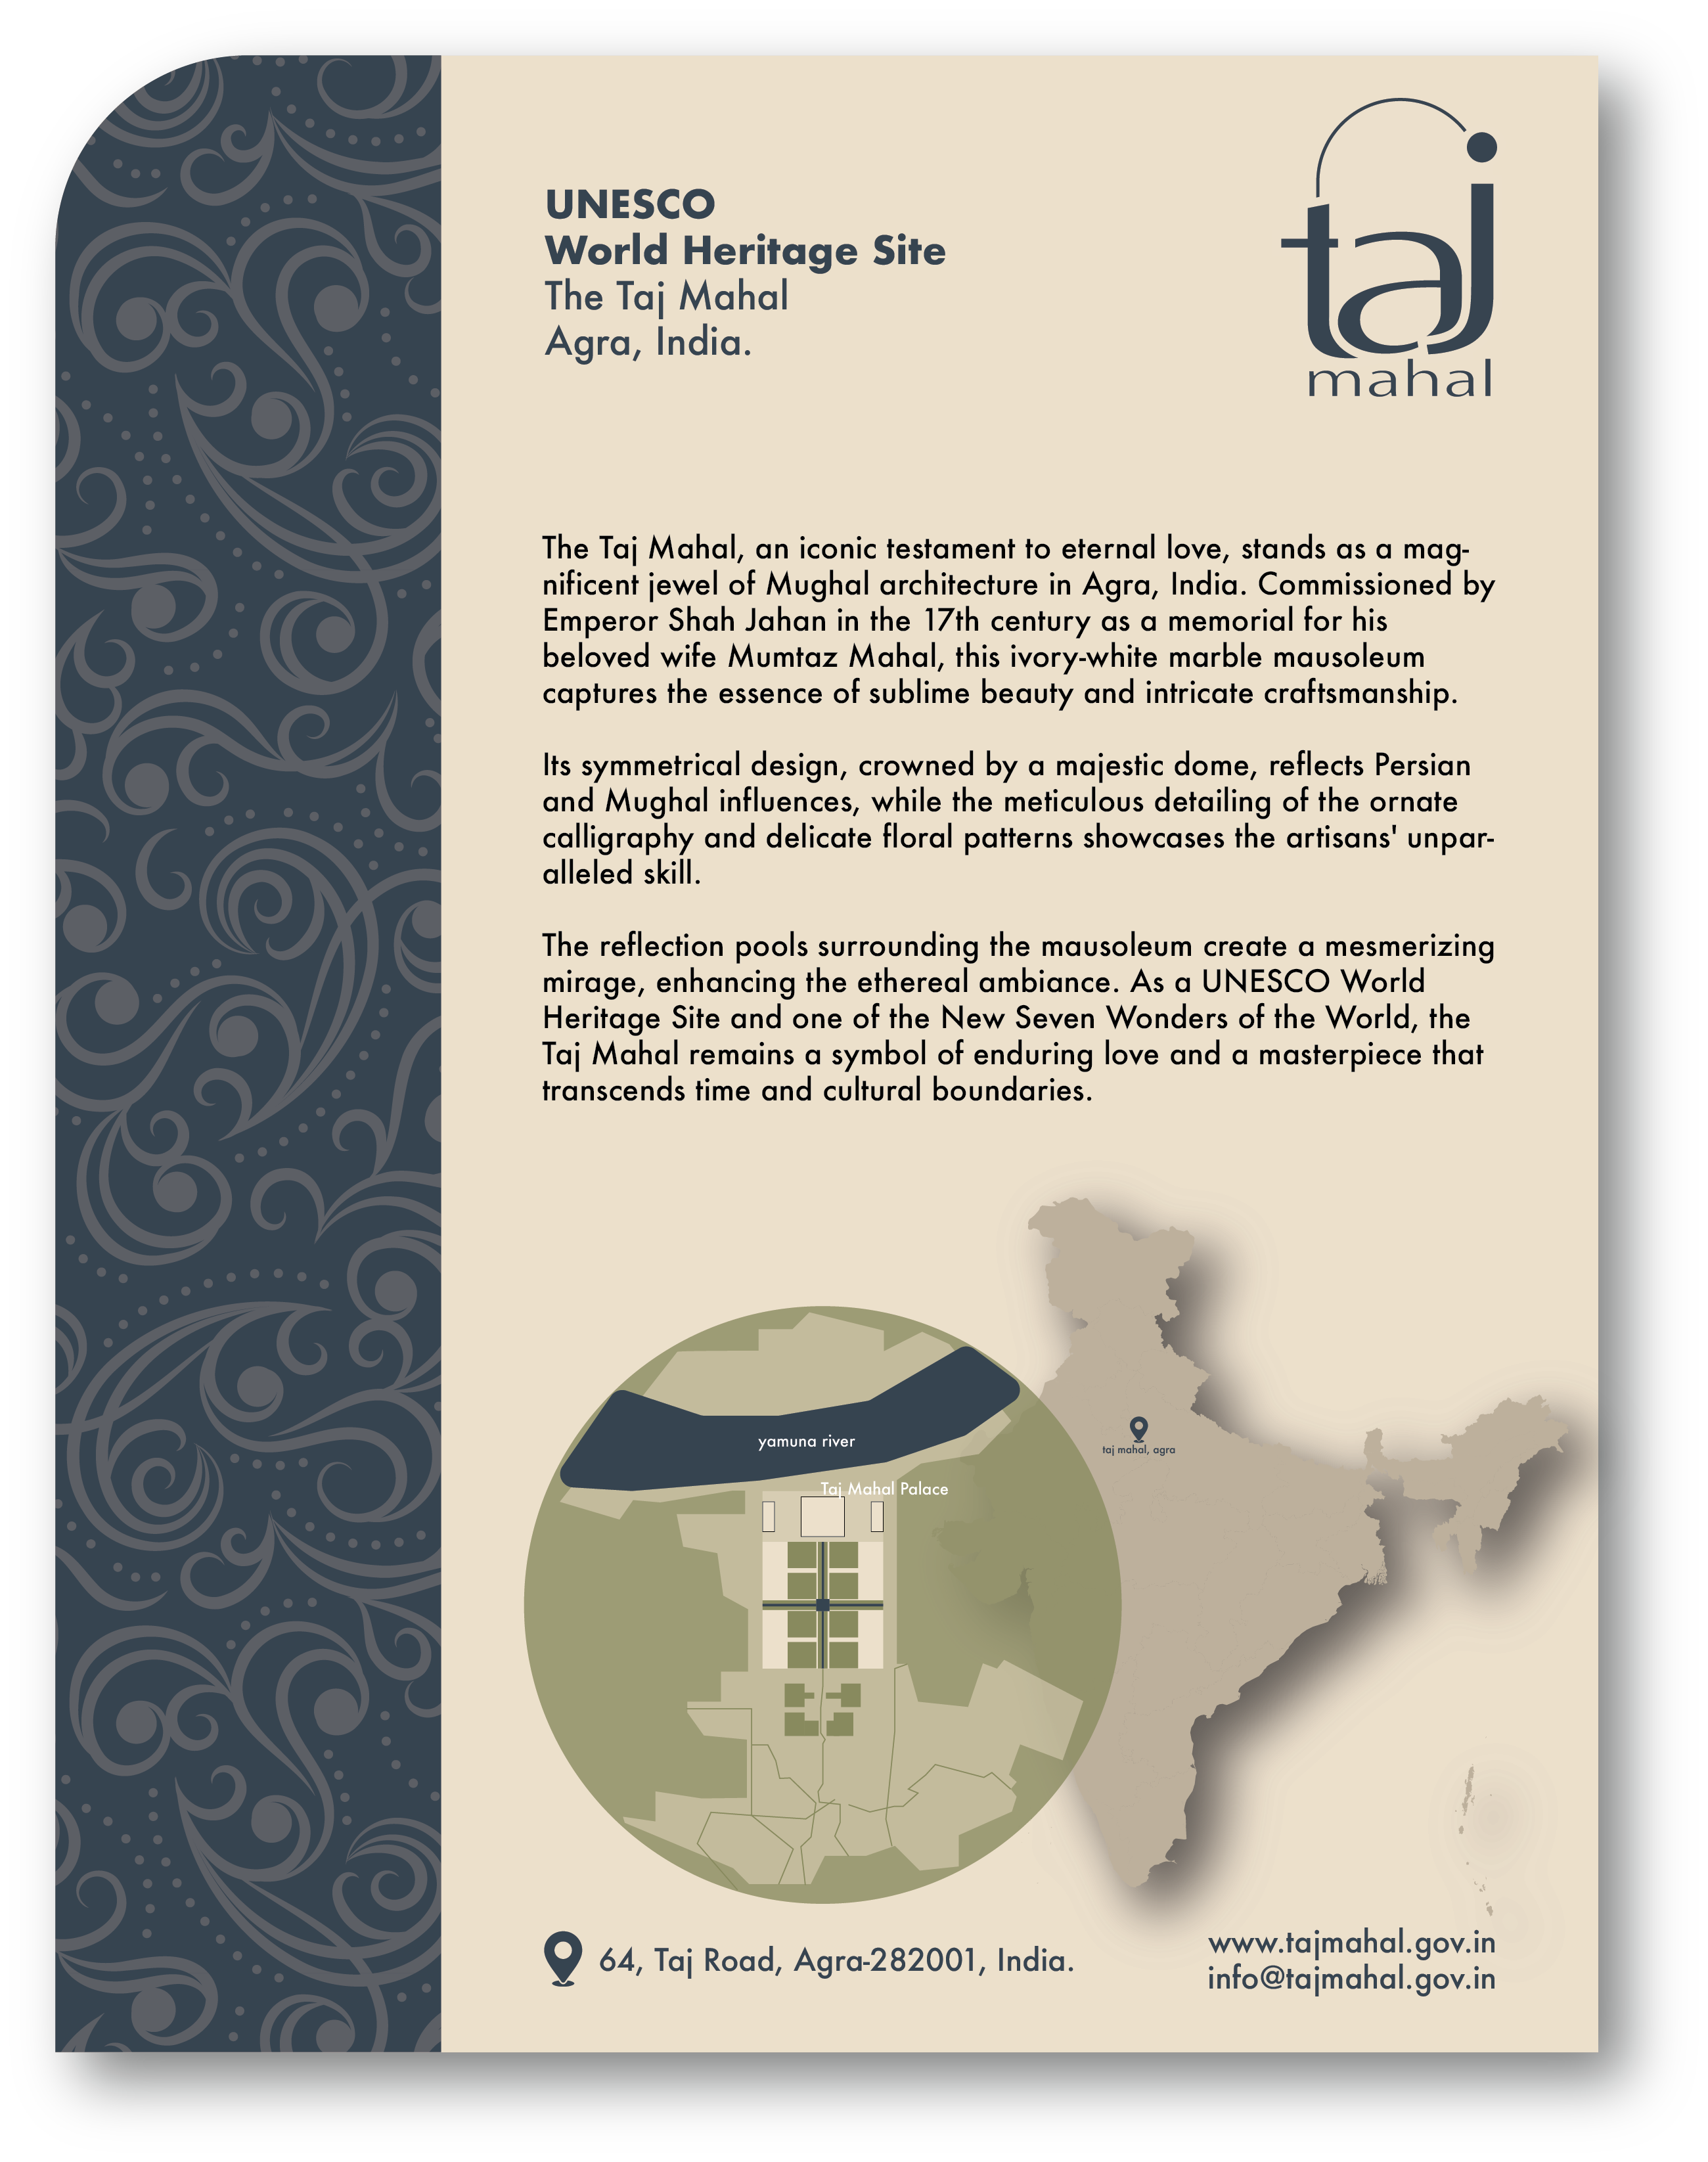 taj
mahal
UNESCO
World Heritage Site
The Taj Mahal
Agra, India.
The Taj Mahal, an iconic testament to eternal love, stands as a mag-
nificent jewel of Mughal architecture in Agra, India. Commissioned by
Emperor Shah Jahan in the 17th century as a memorial for his
beloved wife Mumtaz Mahal, this ivory-white marble mausoleum
captures the essence of sublime beauty and intricate craftsmanship.
Its symmetrical design, crowned by a majestic dome, reflects Persian
and Mughal influences, while the meticulous detailing of the ornate
calligraphy and delicate floral patterns showcases the artisans' unpar-
alleled skill.
The reflection pools surrounding the mausoleum create a mesmerizing
mirage, enhancing the ethereal ambiance. As a UNESCO World
Heritage Site and one of the New Seven Wonders of the World, the
Taj Mahal remains a symbol of enduring love and a masterpiece that
transcends time and cultural boundaries.
yamuna river
taj mahal, agra
Taj Mahal Palace
64, Taj Road, Agra-282001, India.
www.tajmahal.gov.in
info@tajmahal.gov.in